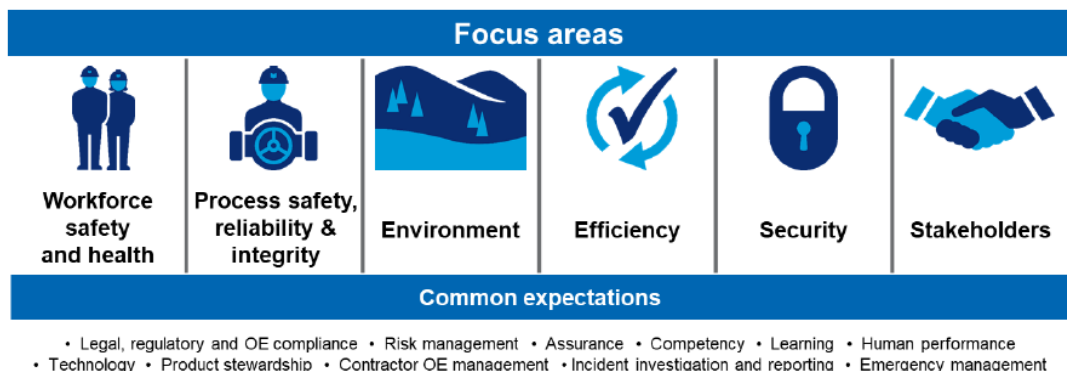 Focus areas
Workforce
safety
and health
Process safety,
reliability &
integrity
Environment
Efficiency
Security
Stakeholders
Common expectations
• Legal, regulatory and OE compliance • Risk management • Assurance • Competency • Learning • Human performance
• Technology • Product stewardship • Contractor OE management • Incident investigation and reporting • Emergency management